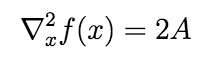 ∇²ₓf(x) = 2A